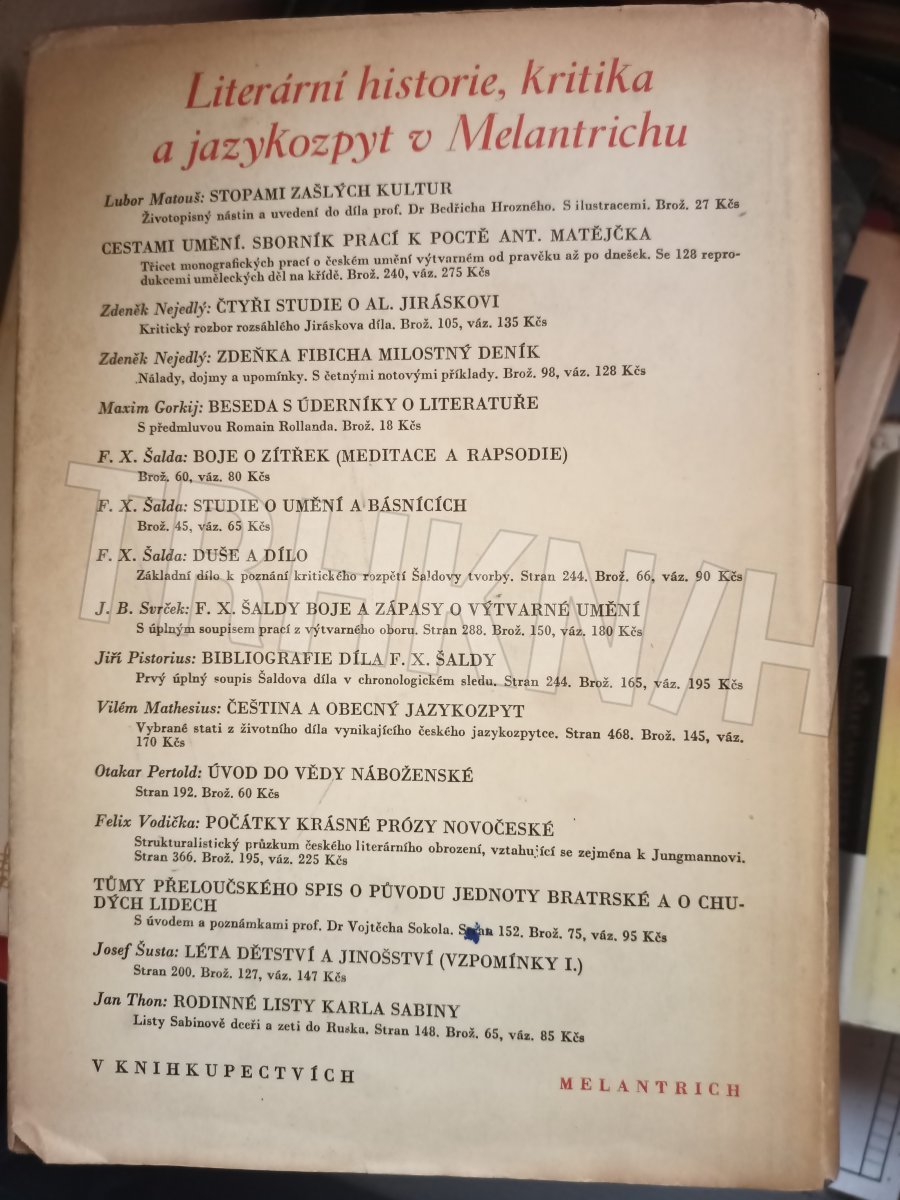 Literární historie, kritika
a jazykozpyt v Melantrichu
Lubor Matouš: STOPAMI ZAŠLÝCH KULTUR
Životopisný nástin a uvedení do díla prof. Dr Bedřicha Hrozného. S ilustracemi. Brož. 27 Kčs
CESTAMI UMĚNÍ. SBORNÍK PRACÍ K POCTĚ ANT. MATĚJČKA
Třicet monografických prací o českém umění výtvarném od pravěku až po dnešek. Se 128 repro-
dukcemi uměleckých děl na křídě. Brož. 240, váz. 275 Kčs
Zdeněk Nejedlý: ČTYŘI STUDIE O AL. JIRÁSKOVI
Kritický rozbor rozsáhlého Jiráskova díla. Brož. 105, váz. 135 Kčs
Zdeněk Nejedlý: ZDEŇKA FIBICHA MILOSTNÝ DENÍK
Nálady, dojmy a upomínky. S četnými notovými příklady. Brož. 98, váz. 128 Kčs
Maxim Gorkij: BESEDA S ÚDERNÍKY O LITERATUŘE
S předmluvou Romain Rollanda. Brož. 18 Kčs
F. X. Šalda: BOJE O ZÍTŘEK (MEDITACE A RAPSODIE)
Brož. 60, váz. 80 Kčs
F. X. Šalda: STUDIE O UMĚNÍ A BÁSNÍCÍCH
Brož. 45, váz. 65 Kčs
F. X. Šalda: DUŠE A DÍLO
Základní dílo k poznání kritického rozpětí Šaldovy tvorby. Stran 244. Brož. 66, váz. 90 Kčs
J. B. Svrček: F. X. ŠALDY BOJE A ZÁPASY O VÝTVARNÉ UMĚNÍ
S úplným soupisem prací z výtvarného oboru. Stran 288. Brož. 150, váz. 180 Kčs
Jiří Pistorius: BIBLIOGRAFIE DÍLA F. X. ŠALDY
Prvý úplný soupis Šaldova díla v chronologickém sledu. Stran 244. Brož. 165, váz. 195 Kčs
Vilém Mathesius: ČEŠTINA A OBECNÝ JAZYKOZPYT
Vybrané stati z životního díla vynikajícího českého jazykozpytce. Stran 468. Brož. 145, váz.
170 Kčs
Otakar Pertold: ÚVOD DO VĚDY NÁBOŽENSKÉ
Stran 192. Brož. 60 Kčs
Felix Vodička: POČÁTKY KRÁSNÉ PRÓZY NOVOČESKÉ
Strukturalistický průzkum českého literárního obrození, vztahující se zejména k Jungmannovi.
Stran 366. Brož. 195, váz. 225 Kčs
TŮMY PŘELOUČSKÉHO SPIS O PŮVODU JEDNOTY BRATRSKÉ A O CHU-
DÝCH LIDECH
S úvodem a poznámkami prof. Dr Vojtěcha Sokola. Stran 152. Brož. 75, váz. 95 Kčs
Josef Šusta: LÉTA DĚTSTVÍ A JINOŠSTVÍ (VZPOMÍNKY I.)
Stran 200. Brož. 127, váz. 147 Kčs
Jan Thon: RODINNÉ LISTY KARLA SABINY
Listy Sabinově dceři a zeti do Ruska. Stran 148. Brož. 65, váz. 85 Kčs
V KNIHKUPECTVÍCH
MELANTRICH
TRHKNIH